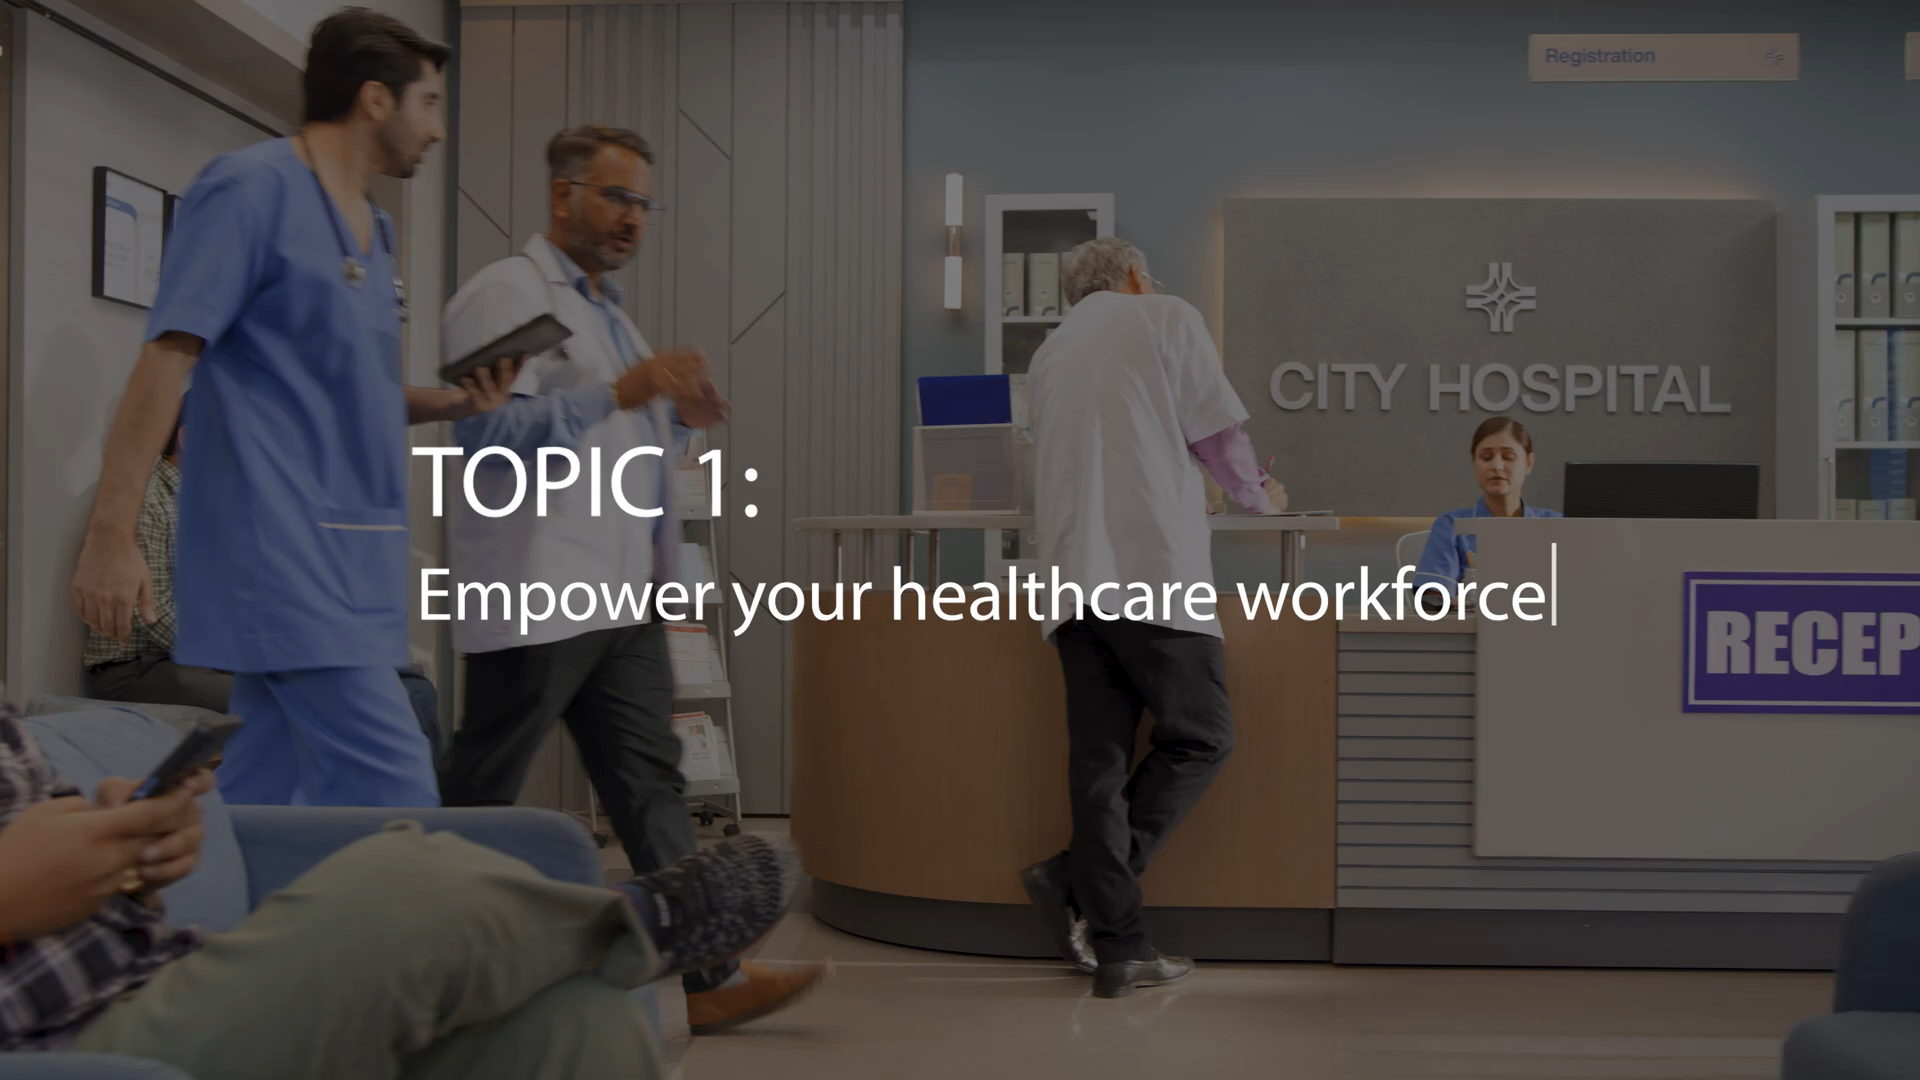 Registration
CITY HOSPITAL
TOPIC 1:
Empower your healthcare workforce
RECEP